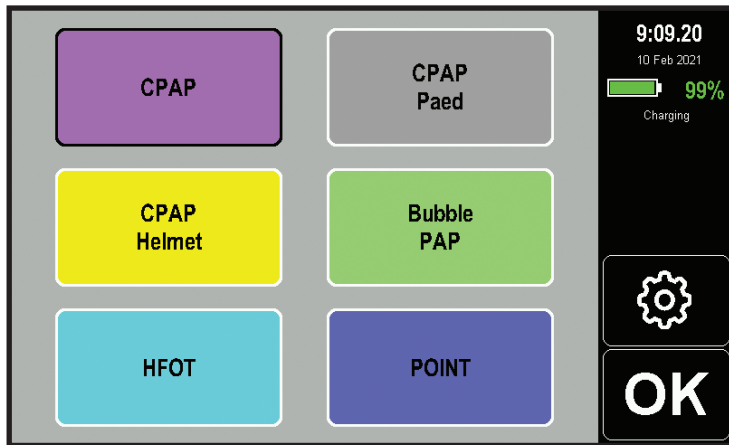 CPAP
CPAP
Paed
CPAP
Helmet
Bubble
PAP
HFOT
POINT
9:09.20
10 Feb 2021
99%
Charging
OK